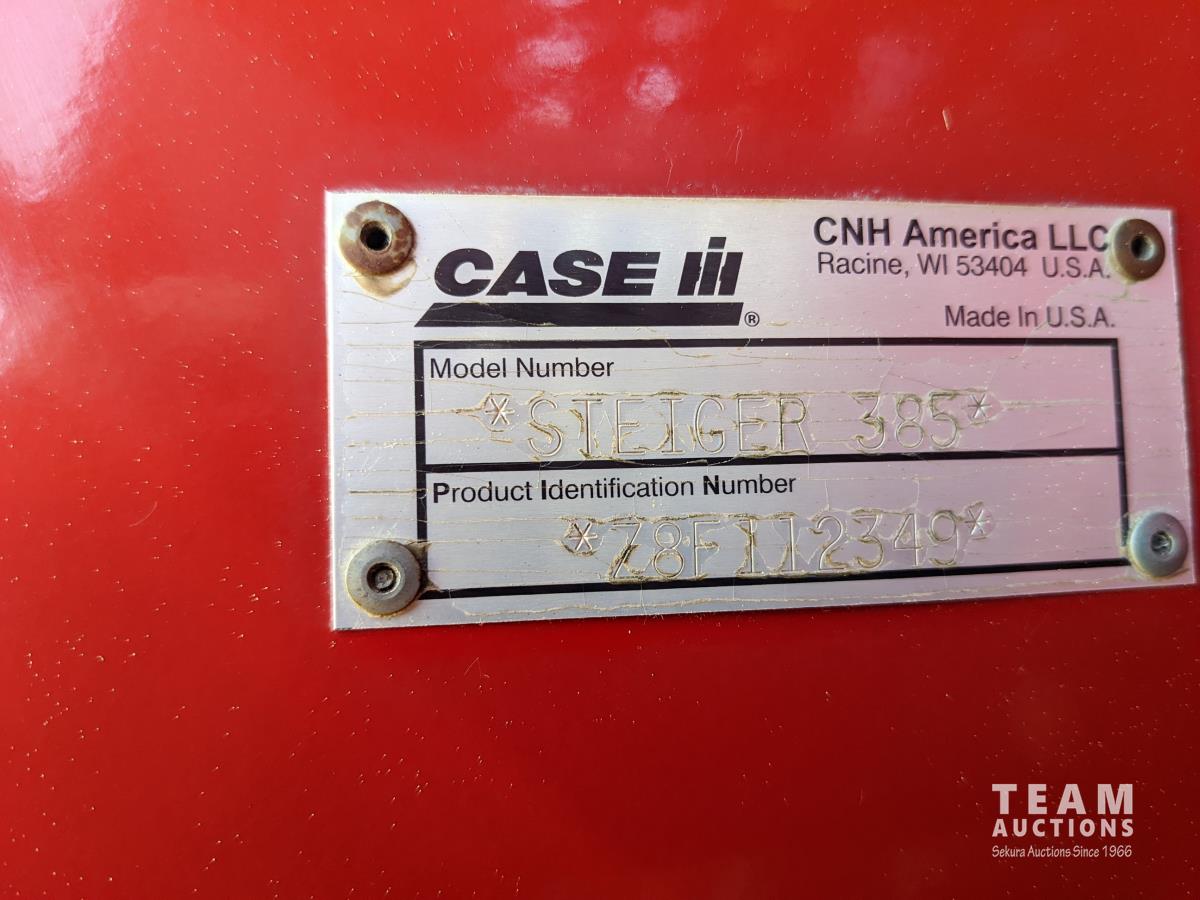 CASE IH
®
CNH America LLC
Racine, WI 53404 U.S.A.
Made In U.S.A.
Model Number
*STEIGER 385*
Product Identification Number
*Z8F112349*
TEAM
AUCTIONS
Sekura Auctions Since 1966